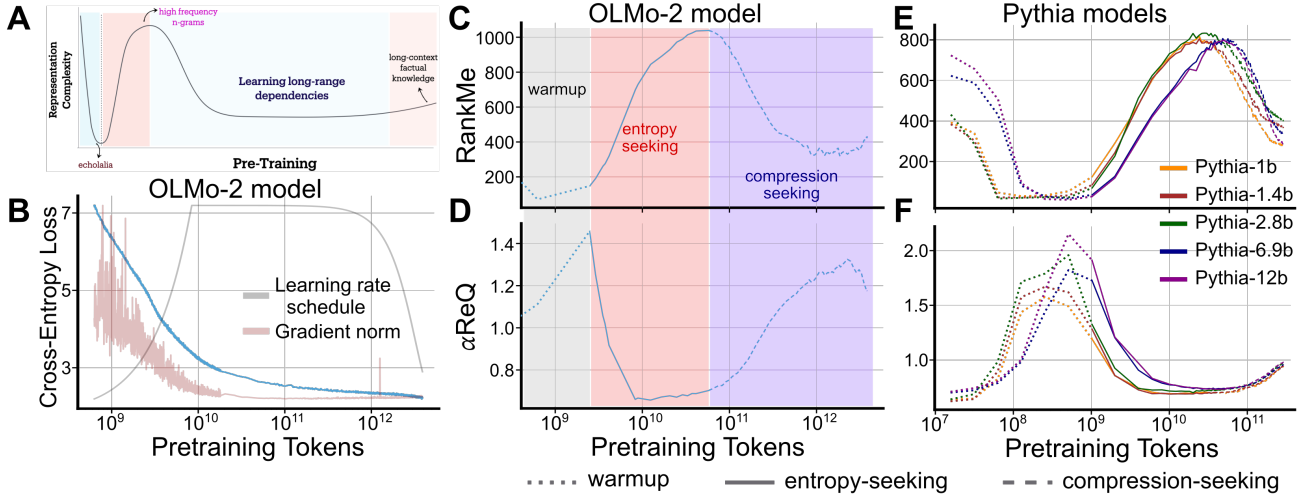 A
high frequency
n-grams
Representation
Complexity
Learning long-range
dependencies
long-context
factual
knowledge
echolalia
Pre-Training
B
OLMo-2 model
Cross-Entropy Loss
7
5
3
Learning rate
schedule
Gradient norm
10⁹
10¹⁰
10¹¹
10¹²
Pretraining Tokens
C
OLMo-2 model
RankMe
1000
800
600
400
200
warmup
entropy
seeking
compression
seeking
D
αReQ
1.4
1.2
1.0
0.8
10⁹
10¹⁰
10¹¹
10¹²
Pretraining Tokens
E
Pythia models
800
600
400
200
Pythia-1b
Pythia-1.4b
Pythia-2.8b
Pythia-6.9b
Pythia-12b
F
2.0
1.5
1.0
10⁷
10⁸
10⁹
10¹⁰
10¹¹
Pretraining Tokens
warmup
entropy-seeking
compression-seeking